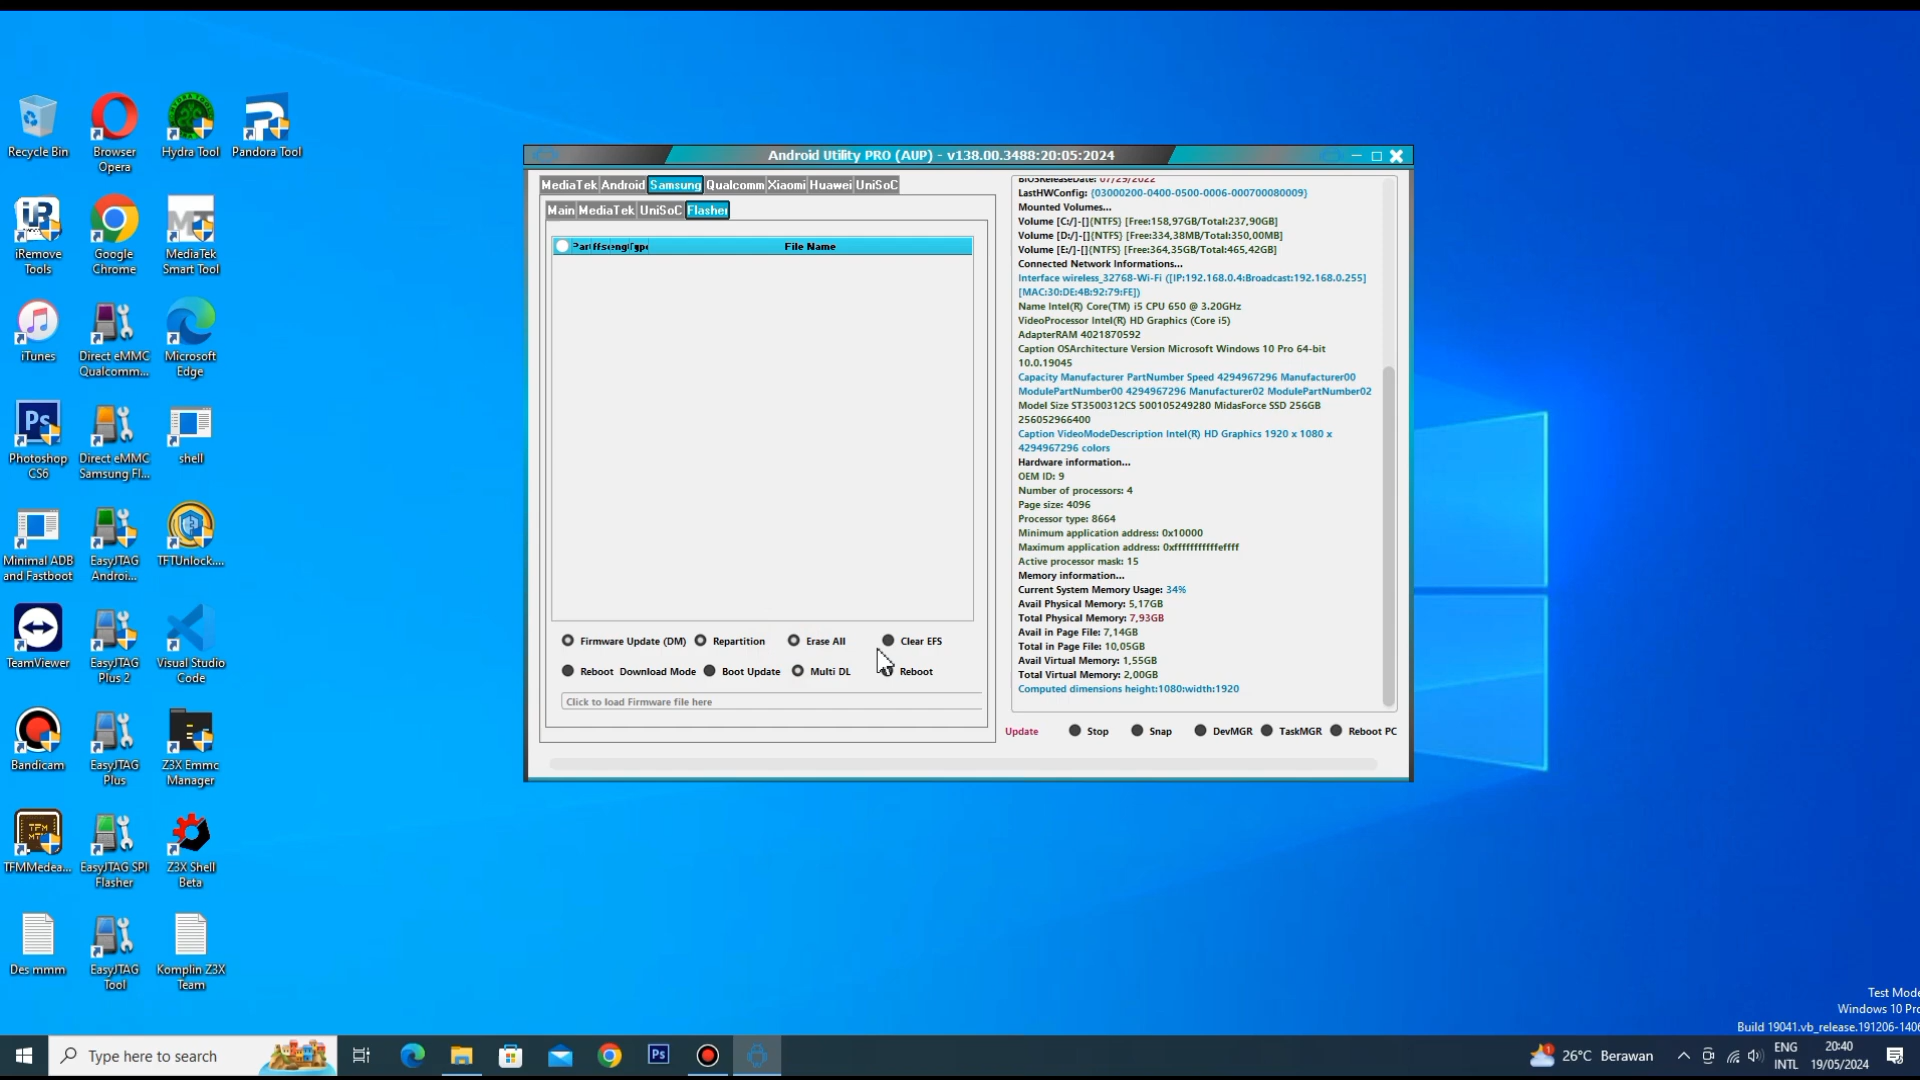 Recycle Bin
Browser
Opera
Hydra Tool
Pandora Tool
iRemove
Tools
Google
Chrome
MediaTek
Smart Tool
iTunes
Direct eMMC
Qualcomm...
Microsoft
Edge
Ps
Photoshop
CS6
Direct eMMC
Samsung Fl...
shell
Minimal ADB
and Fastboot
EasyJTAG
Androi...
TFTUnlock....
TeamViewer
EasyJTAG
Plus 2
Visual Studio
Code
Bandicam
EasyJTAG
Plus
Z3X Emmc
Manager
TFMMedea...
EasyJTAG SPI
Flasher
Z3X Shell
Beta
Des mmm
EasyJTAG
Tool
Komplin Z3X
Team
Android Utility PRO (AUP) - v138.00.3488:20:05:2024
MediaTek Android Samsung Qualcomm Xiaomi Huawei UniSoC
Main MediaTek UniSoC Flasher
File Name
Firmware Update (DM) Repartition Erase All Clear EFS
Reboot Download Mode Boot Update Multi DL Reboot
Click to load Firmware file here
BIOSReleaseDate: 07/29/2022
LastHWConfig: {03000200-0400-0500-0006-000700080009}
Mounted Volumes...
Volume [C:/]-[](NTFS) [Free:158,97GB/Total:237,90GB]
Volume [D:/]-[](NTFS) [Free:334,38MB/Total:350,00MB]
Volume [E:/]-[](NTFS) [Free:364,35GB/Total:465,42GB]
Connected Network Informations...
Interface wireless_32768-Wi-Fi ([IP:192.168.0.4:Broadcast:192.168.0.255]
[MAC:30:DE:4B:92:79:FE])
Name Intel(R) Core(TM) i5 CPU 650 @ 3.20GHz
VideoProcessor Intel(R) HD Graphics (Core i5)
AdapterRAM 4021870592
Caption OSArchitecture Version Microsoft Windows 10 Pro 64-bit
10.0.19045
Capacity Manufacturer PartNumber Speed 4294967296 Manufacturer00
ModulePartNumber00 4294967296 Manufacturer02 ModulePartNumber02
Model Size ST3500312CS 500105249280 MidasForce SSD 256GB
256052966400
Caption VideoModeDescription Intel(R) HD Graphics 1920 x 1080 x
4294967296 colors
Hardware information...
OEM ID: 9
Number of processors: 4
Page size: 4096
Processor type: 8664
Minimum application address: 0x10000
Maximum application address: 0xfffffffffffeffff
Active processor mask: 15
Memory information...
Current System Memory Usage: 34%
Avail Physical Memory: 5,17GB
Total Physical Memory: 7,93GB
Avail in Page File: 7,14GB
Total in Page File: 10,05GB
Avail Virtual Memory: 1,55GB
Total Virtual Memory: 2,00GB
Computed dimensions height:1080:width:1920
Update Stop Snap DevMGR TaskMGR Reboot PC
Test Mode
Windows 10 Pro
Build 19041.vb_release.191206-1406
Type here to search
Ps
26°C Berawan
ENG
INTL
20:40
19/05/2024